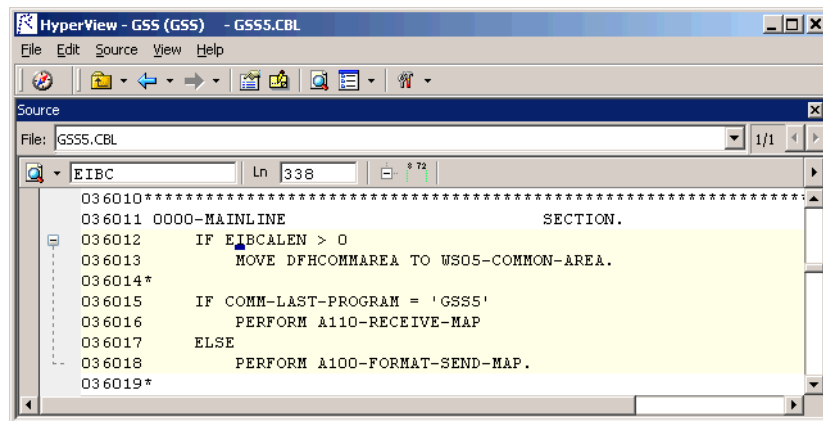 HyperView - GSS (GSS) - GSS5.CBL
File Edit Source View Help
Source
File: GSS5.CBL 1/1
EIBC Ln 338 8 72
036010*****************************************************************
036011 0000-MAINLINE SECTION.
036012 IF EIBCALEN > 0
036013 MOVE DFHCOMMAREA TO WS05-COMMON-AREA.
036014*
036015 IF COMM-LAST-PROGRAM = 'GSS5'
036016 PERFORM A110-RECEIVE-MAP
036017 ELSE
036018 PERFORM A100-FORMAT-SEND-MAP.
036019*